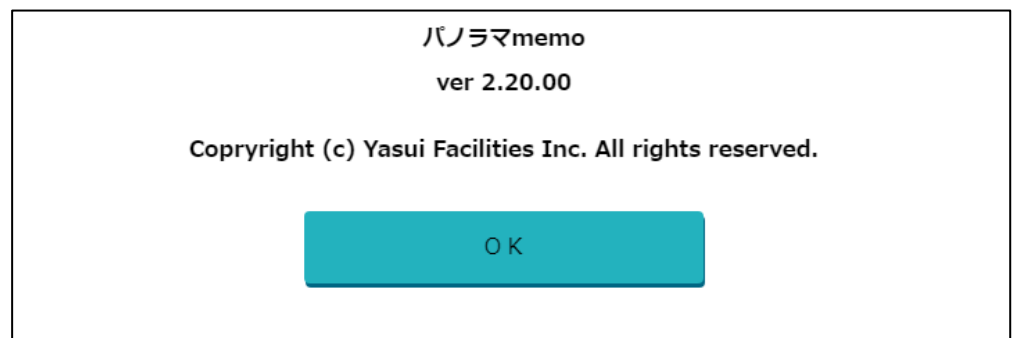 パノラマmemo
ver 2.20.00
Copryright (c) Yasui Facilities Inc. All rights reserved.
OK